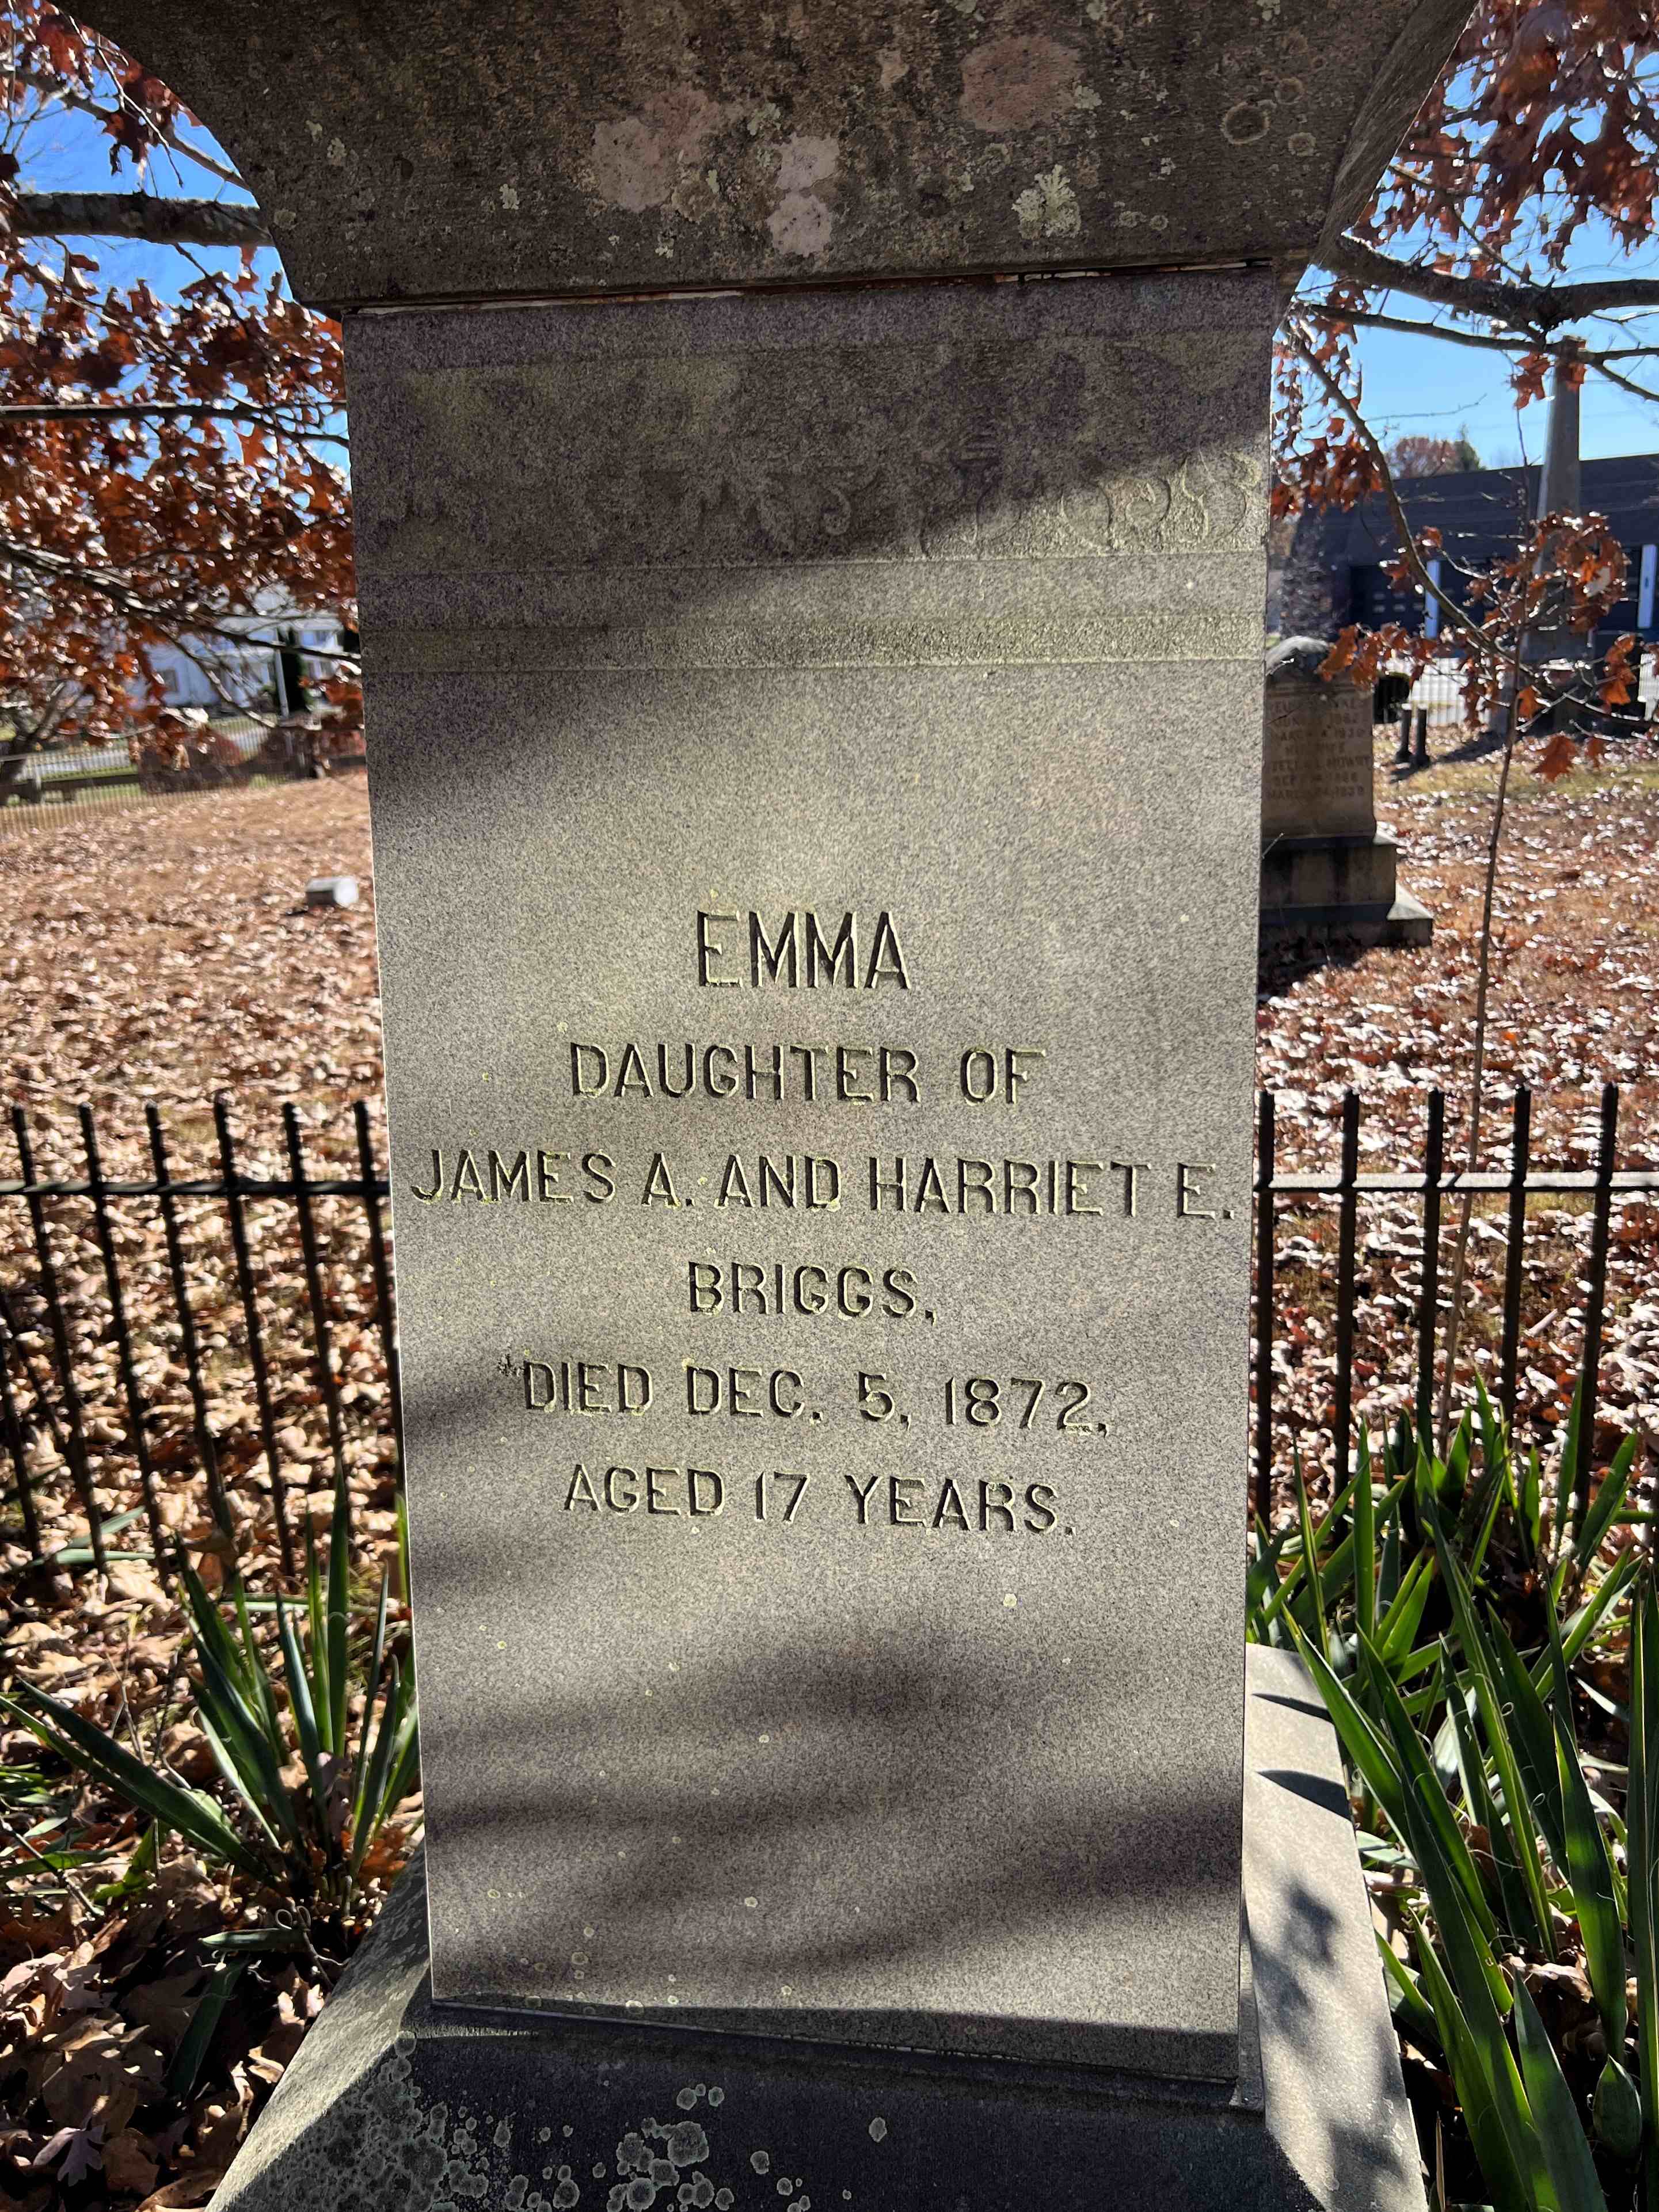 EMMA
DAUGHTER OF
JAMES A. AND HARRIET E.
BRIGGS,
DIED DEC. 5, 1872,
AGED 17 YEARS.